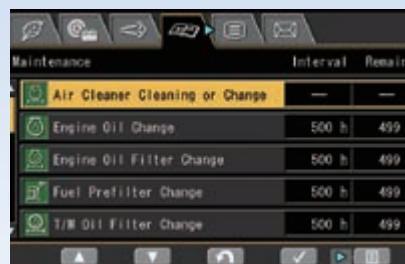 Maintenance Interval Remain
Air Cleaner Cleaning or Change — —
Engine Oil Change 500 h 499
Engine Oil Filter Change 500 h 499
Fuel Prefilter Change 500 h 499
T/M Oil Filter Change 500 h 499